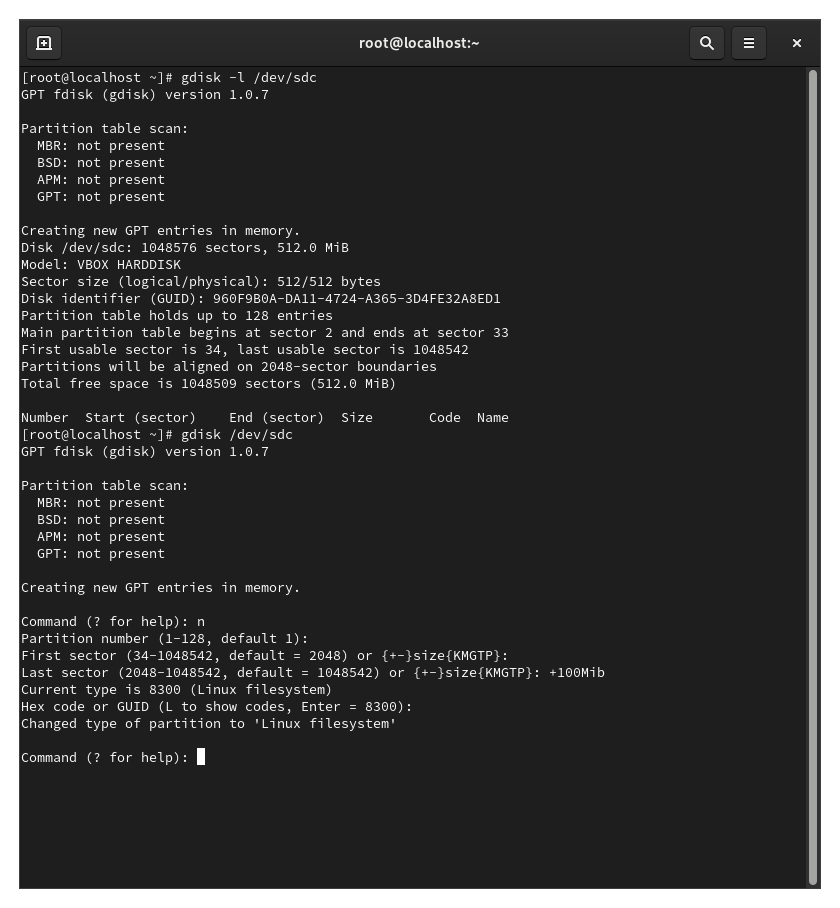 root@localhost:~
[root@localhost ~]# gdisk -l /dev/sdc
GPT fdisk (gdisk) version 1.0.7
Partition table scan:
  MBR: not present
  BSD: not present
  APM: not present
  GPT: not present
Creating new GPT entries in memory.
Disk /dev/sdc: 1048576 sectors, 512.0 MiB
Model: VBOX HARDDISK
Sector size (logical/physical): 512/512 bytes
Disk identifier (GUID): 960F9B0A-DA11-4724-A365-3D4FE32A8ED1
Partition table holds up to 128 entries
Main partition table begins at sector 2 and ends at sector 33
First usable sector is 34, last usable sector is 1048542
Partitions will be aligned on 2048-sector boundaries
Total free space is 1048509 sectors (512.0 MiB)
Number  Start (sector)    End (sector)  Size       Code  Name
[root@localhost ~]# gdisk /dev/sdc
GPT fdisk (gdisk) version 1.0.7
Partition table scan:
  MBR: not present
  BSD: not present
  APM: not present
  GPT: not present
Creating new GPT entries in memory.
Command (? for help): n
Partition number (1-128, default 1):
First sector (34-1048542, default = 2048) or {+-}size{KMGTP}:
Last sector (2048-1048542, default = 1048542) or {+-}size{KMGTP}: +100Mib
Current type is 8300 (Linux filesystem)
Hex code or GUID (L to show codes, Enter = 8300):
Changed type of partition to 'Linux filesystem'
Command (? for help):